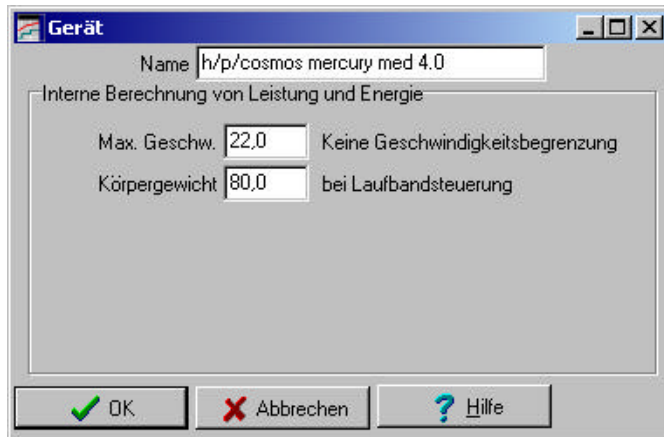 Gerät
Name h/p/cosmos mercury med 4.0
Interne Berechnung von Leistung und Energie
Max. Geschw. 22,0 Keine Geschwindigkeitsbegrenzung
Körpergewicht 80,0 bei Laufbandsteuerung
OK Abbrechen ? Hilfe